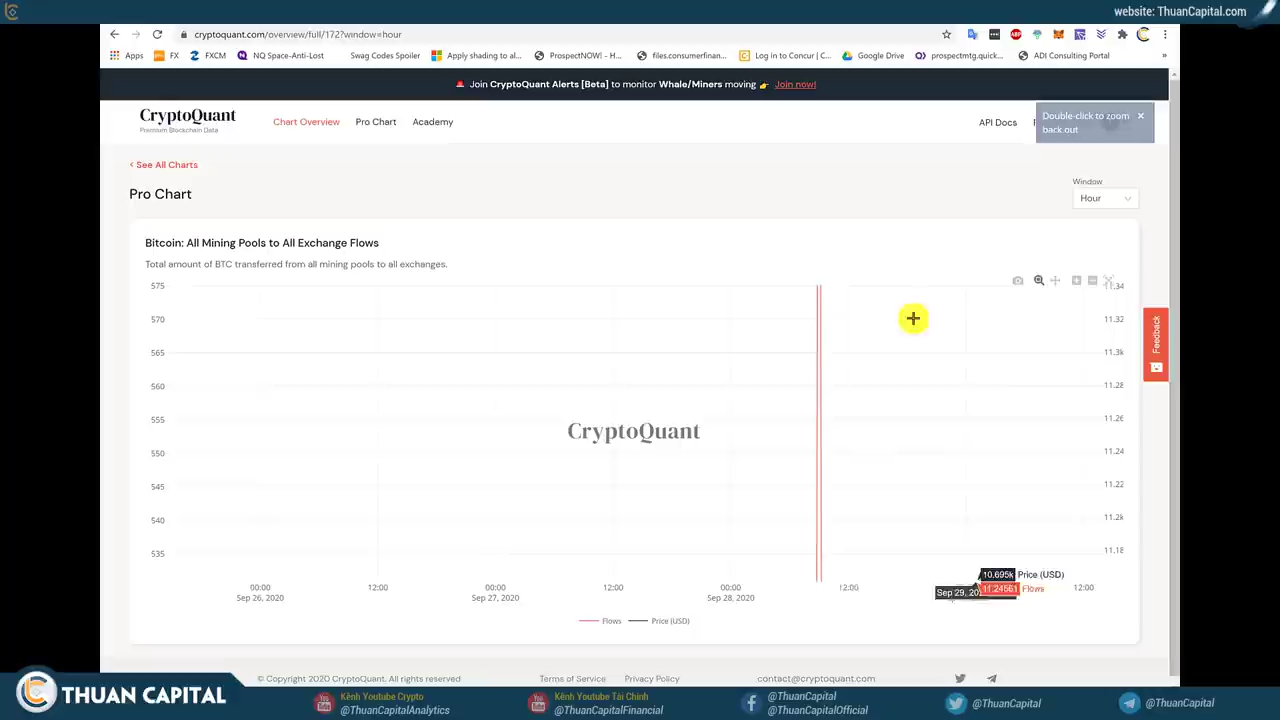 website: ThuanCapital.com
cryptoquant.com/overview/full/172?window=hour
Apps FX FXCM NQ Space-Anti-Lost Swag Codes Spoiler Apply shading to al... ProspectNOW! - H... files.consumerfinan... Log in to Concur | C... Google Drive prospectmtg.quick... ADI Consulting Portal »
Join CryptoQuant Alerts [Beta] to monitor Whale/Miners moving Join now!
CryptoQuant
Premium Blockchain Data
Chart Overview Pro Chart Academy API Docs
Double-click to zoom back out ×
< See All Charts
Pro Chart
Window
Hour
Bitcoin: All Mining Pools to All Exchange Flows
Total amount of BTC transferred from all mining pools to all exchanges.
575 11.34
570 11.32
565 11.3k
560 11.28
555 11.26
CryptoQuant
550 11.24
545 11.22
540 11.2k
535 11.18
10.695k Price (USD)
Sep 29, 20 11.24561 Flows
00:00 12:00 00:00 12:00 00:00 12:00 12:00
Sep 26, 2020 Sep 27, 2020 Sep 28, 2020
Flows Price (USD)
Feedback
© Copyright 2020 CryptoQuant. All rights reserved Terms of Service Privacy Policy contact@cryptoquant.com
THUAN CAPITAL
Kênh Youtube Crypto
@ThuanCapitalAnalytics
Kênh Youtube Tài Chính
@ThuanCapitalFinancial
@ThuanCapital
@ThuanCapitalOfficial
@ThuanCapital
@ThuanCapital